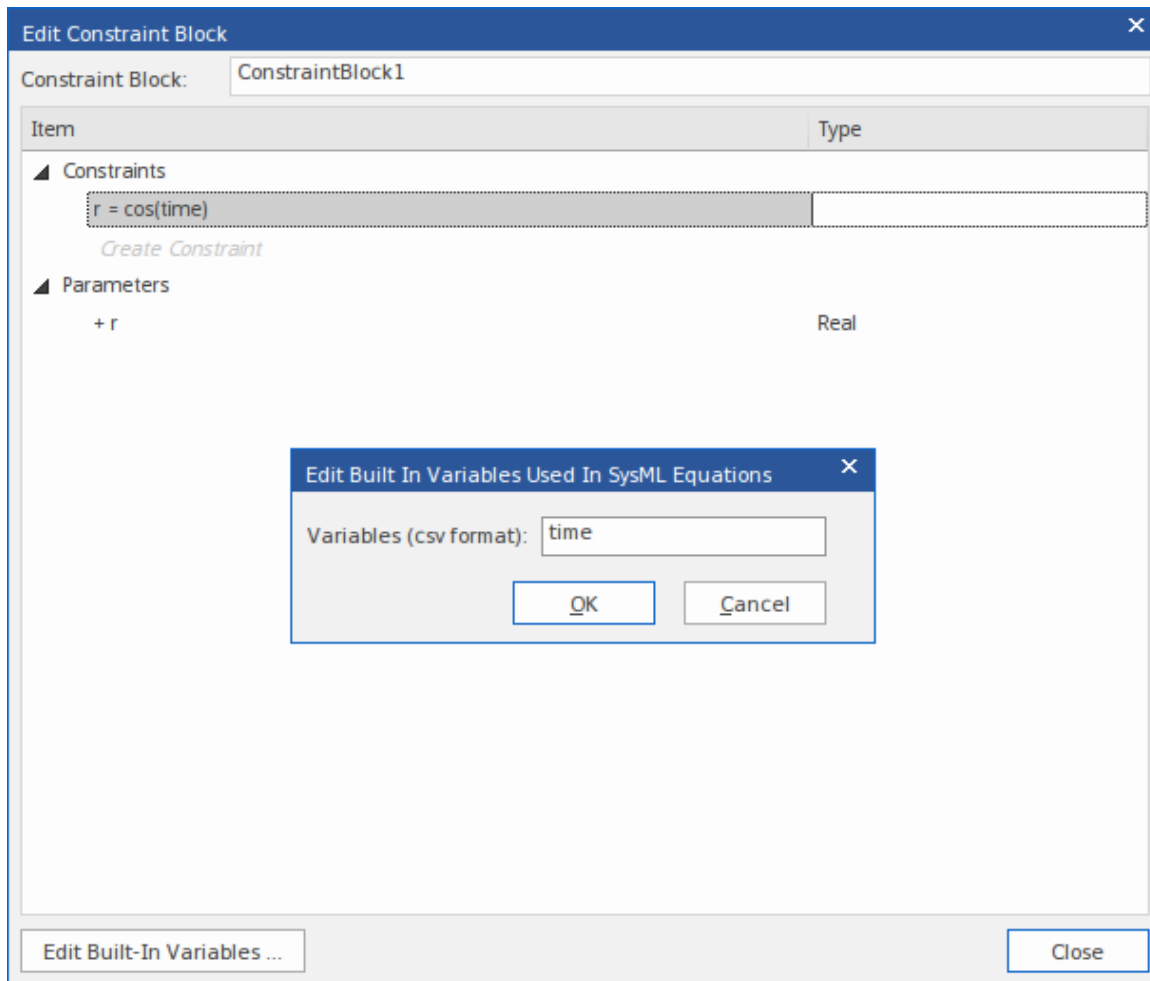 Edit Constraint Block
Constraint Block: ConstraintBlock1
Item Type
Constraints
r = cos(time)
Create Constraint
Parameters
+ r Real
Edit Built In Variables Used In SysML Equations
Variables (csv format): time
OK Cancel
Edit Built-In Variables ... Close